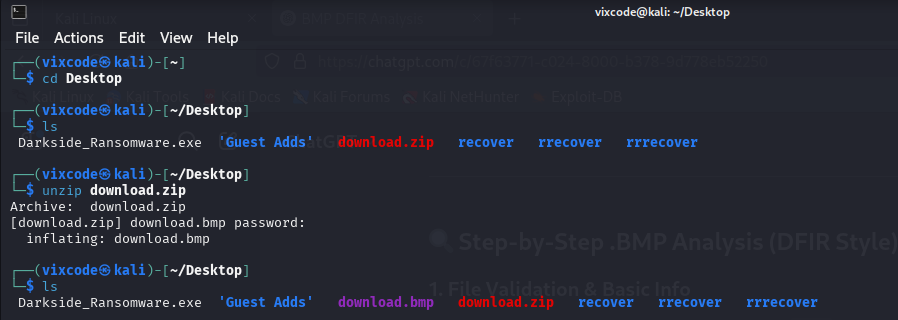 vixcode@kali: ~/Desktop
File Actions Edit View Help
┌──(vixcode㉿kali)-[~]
└─$ cd Desktop
┌──(vixcode㉿kali)-[~/Desktop]
└─$ ls
Darkside_Ransomware.exe 'Guest Adds' download.zip recover rrecover rrrecover
┌──(vixcode㉿kali)-[~/Desktop]
└─$ unzip download.zip
Archive:  download.zip
[download.zip] download.bmp password:
  inflating: download.bmp
🔍 Step-by-Step .BMP Analysis (DFIR Style)
┌──(vixcode㉿kali)-[~/Desktop]
1. File Validation & Basic Info
└─$ ls
Darkside_Ransomware.exe 'Guest Adds' download.bmp download.zip recover rrecover rrrecover